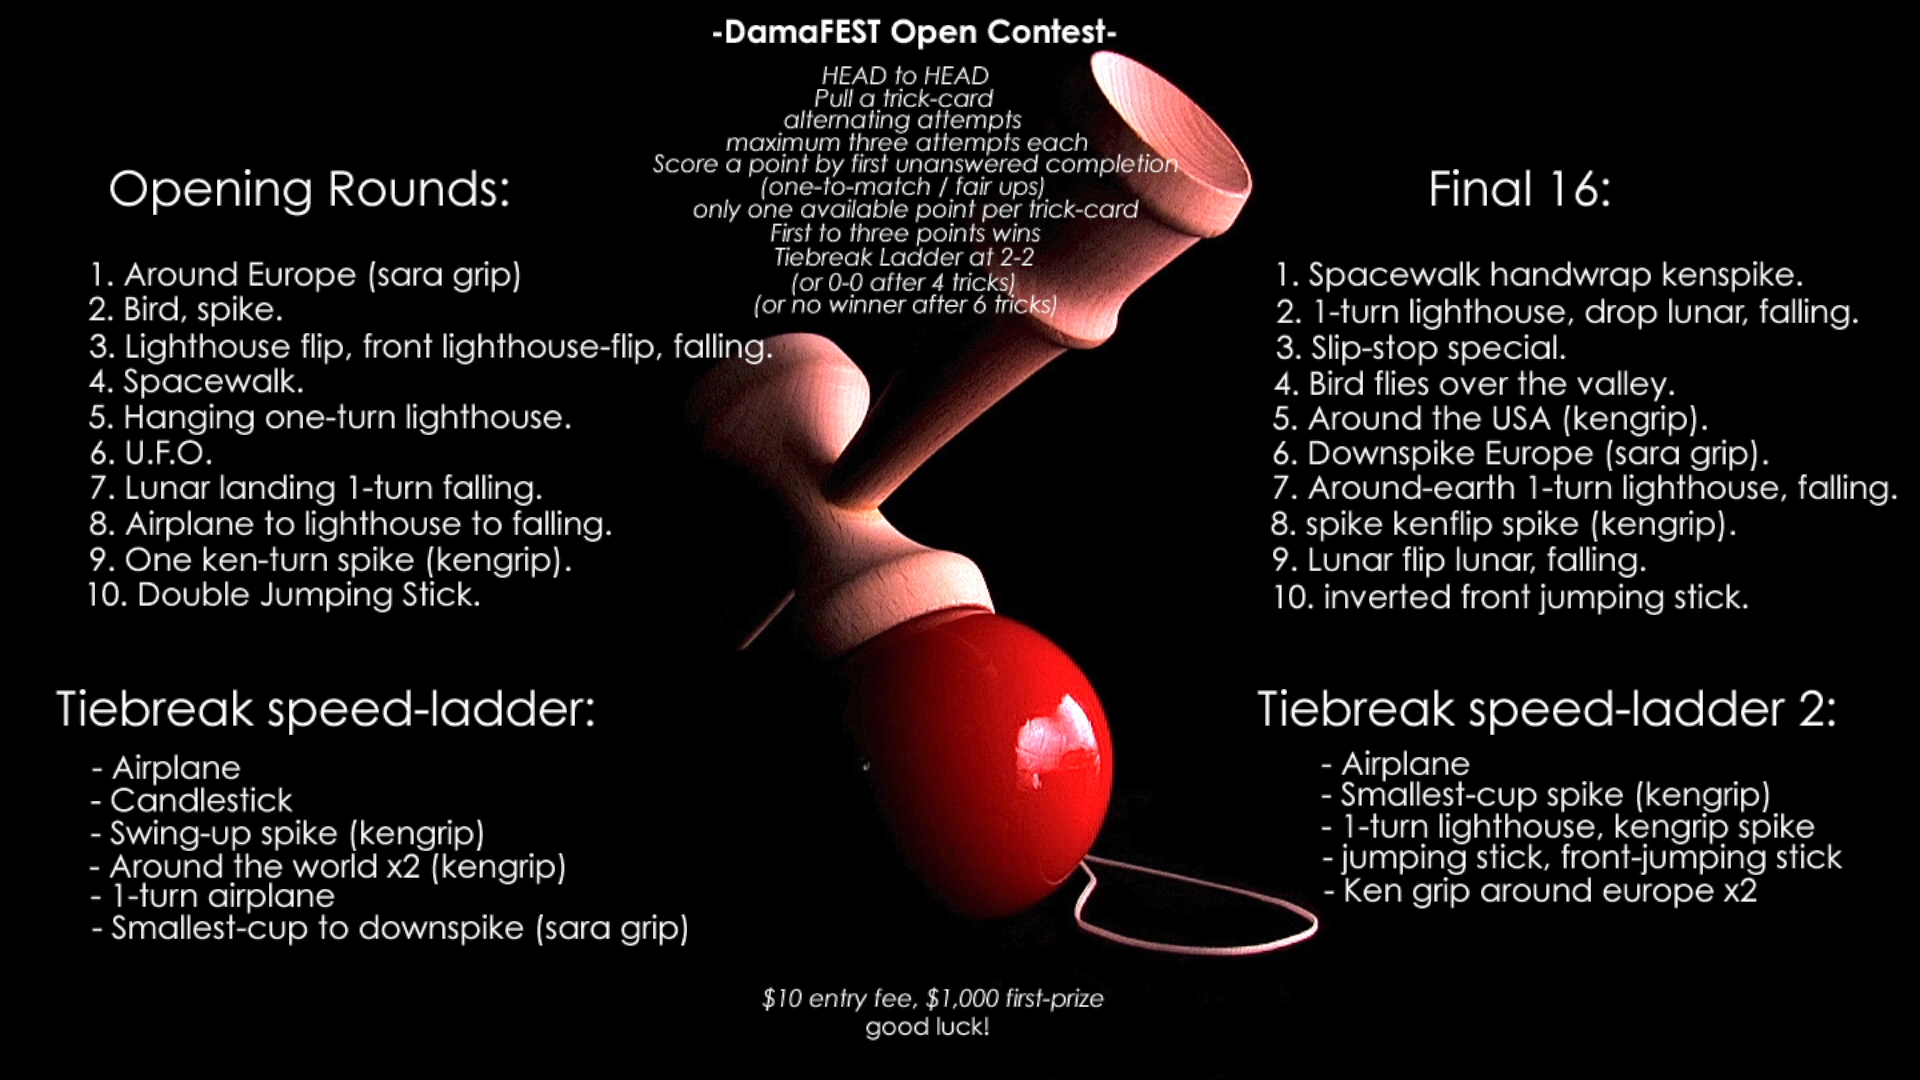 -DamaFEST Open Contest-
HEAD to HEAD
Pull a trick-card
alternating attempts
maximum three attempts each
Score a point by first unanswered completion
(one-to-match / fair ups)
only one available point per trick-card
First to three points wins
Tiebreak Ladder at 2-2
(or 0-0 after 4 tricks)
(or no winner after 6 tricks)
Opening Rounds:
1. Around Europe (sara grip)
2. Bird, spike.
3. Lighthouse flip, front lighthouse-flip, falling.
4. Spacewalk.
5. Hanging one-turn lighthouse.
6. U.F.O.
7. Lunar landing 1-turn falling.
8. Airplane to lighthouse to falling.
9. One ken-turn spike (kengrip).
10. Double Jumping Stick.
Tiebreak speed-ladder:
- Airplane
- Candlestick
- Swing-up spike (kengrip)
- Around the world x2 (kengrip)
- 1-turn airplane
- Smallest-cup to downspike (sara grip)
Final 16:
1. Spacewalk handwrap kenspike.
2. 1-turn lighthouse, drop lunar, falling.
3. Slip-stop special.
4. Bird flies over the valley.
5. Around the USA (kengrip).
6. Downspike Europe (sara grip).
7. Around-earth 1-turn lighthouse, falling.
8. spike kenflip spike (kengrip).
9. Lunar flip lunar, falling.
10. inverted front jumping stick.
Tiebreak speed-ladder 2:
- Airplane
- Smallest-cup spike (kengrip)
- 1-turn lighthouse, kengrip spike
- jumping stick, front-jumping stick
- Ken grip around europe x2
$10 entry fee, $1,000 first-prize
good luck!